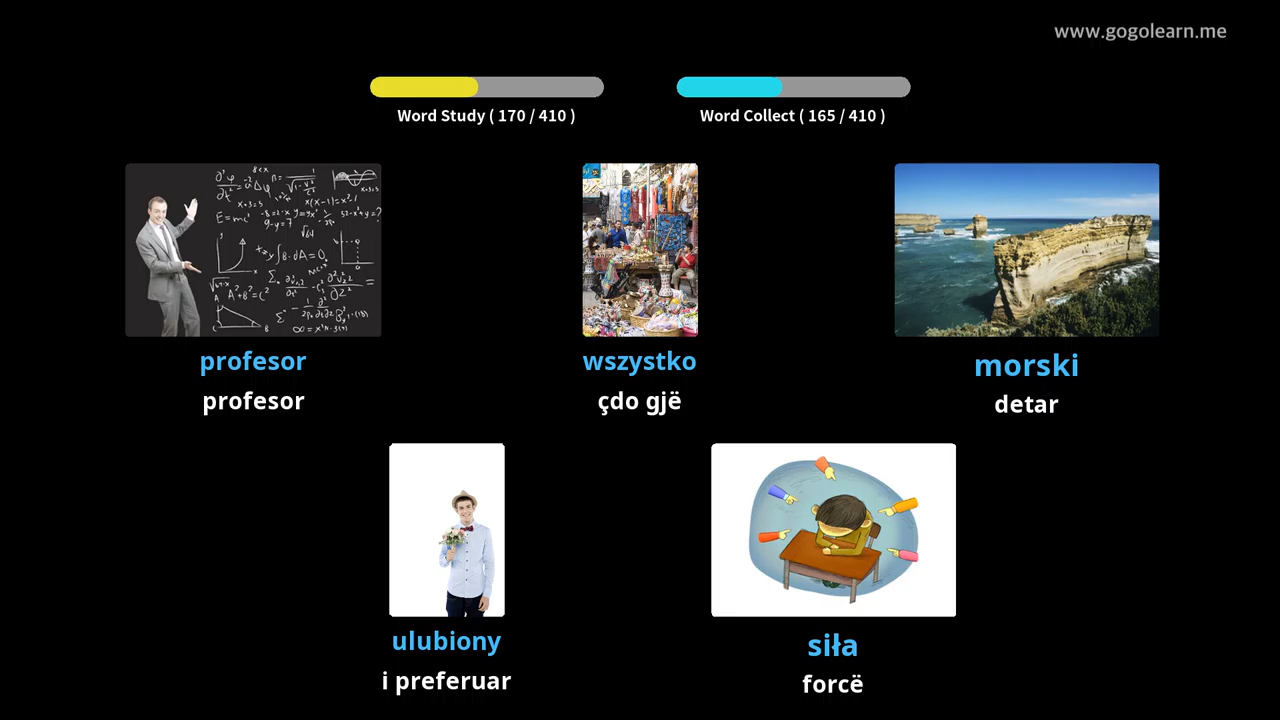 www.gogolearn.me
Word Study ( 170 / 410 )
Word Collect ( 165 / 410 )
profesor
profesor
wszystko
çdo gjë
morski
detar
ulubiony
i preferuar
siła
forcë